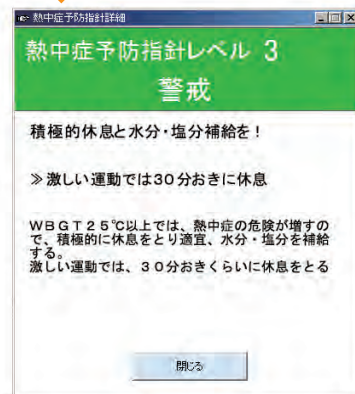 熱中症予防指針詳細
熱中症予防指針レベル 3
警戒
積極的休息と水分・塩分補給を！
≫激しい運動では30分おきに休息
ＷＢＧＴ２５℃以上では、熱中症の危険が増すの
で、積極的に休息をとり適宜、水分・塩分を補給
する。
激しい運動では、３０分おきくらいに休息をとる
閉じる